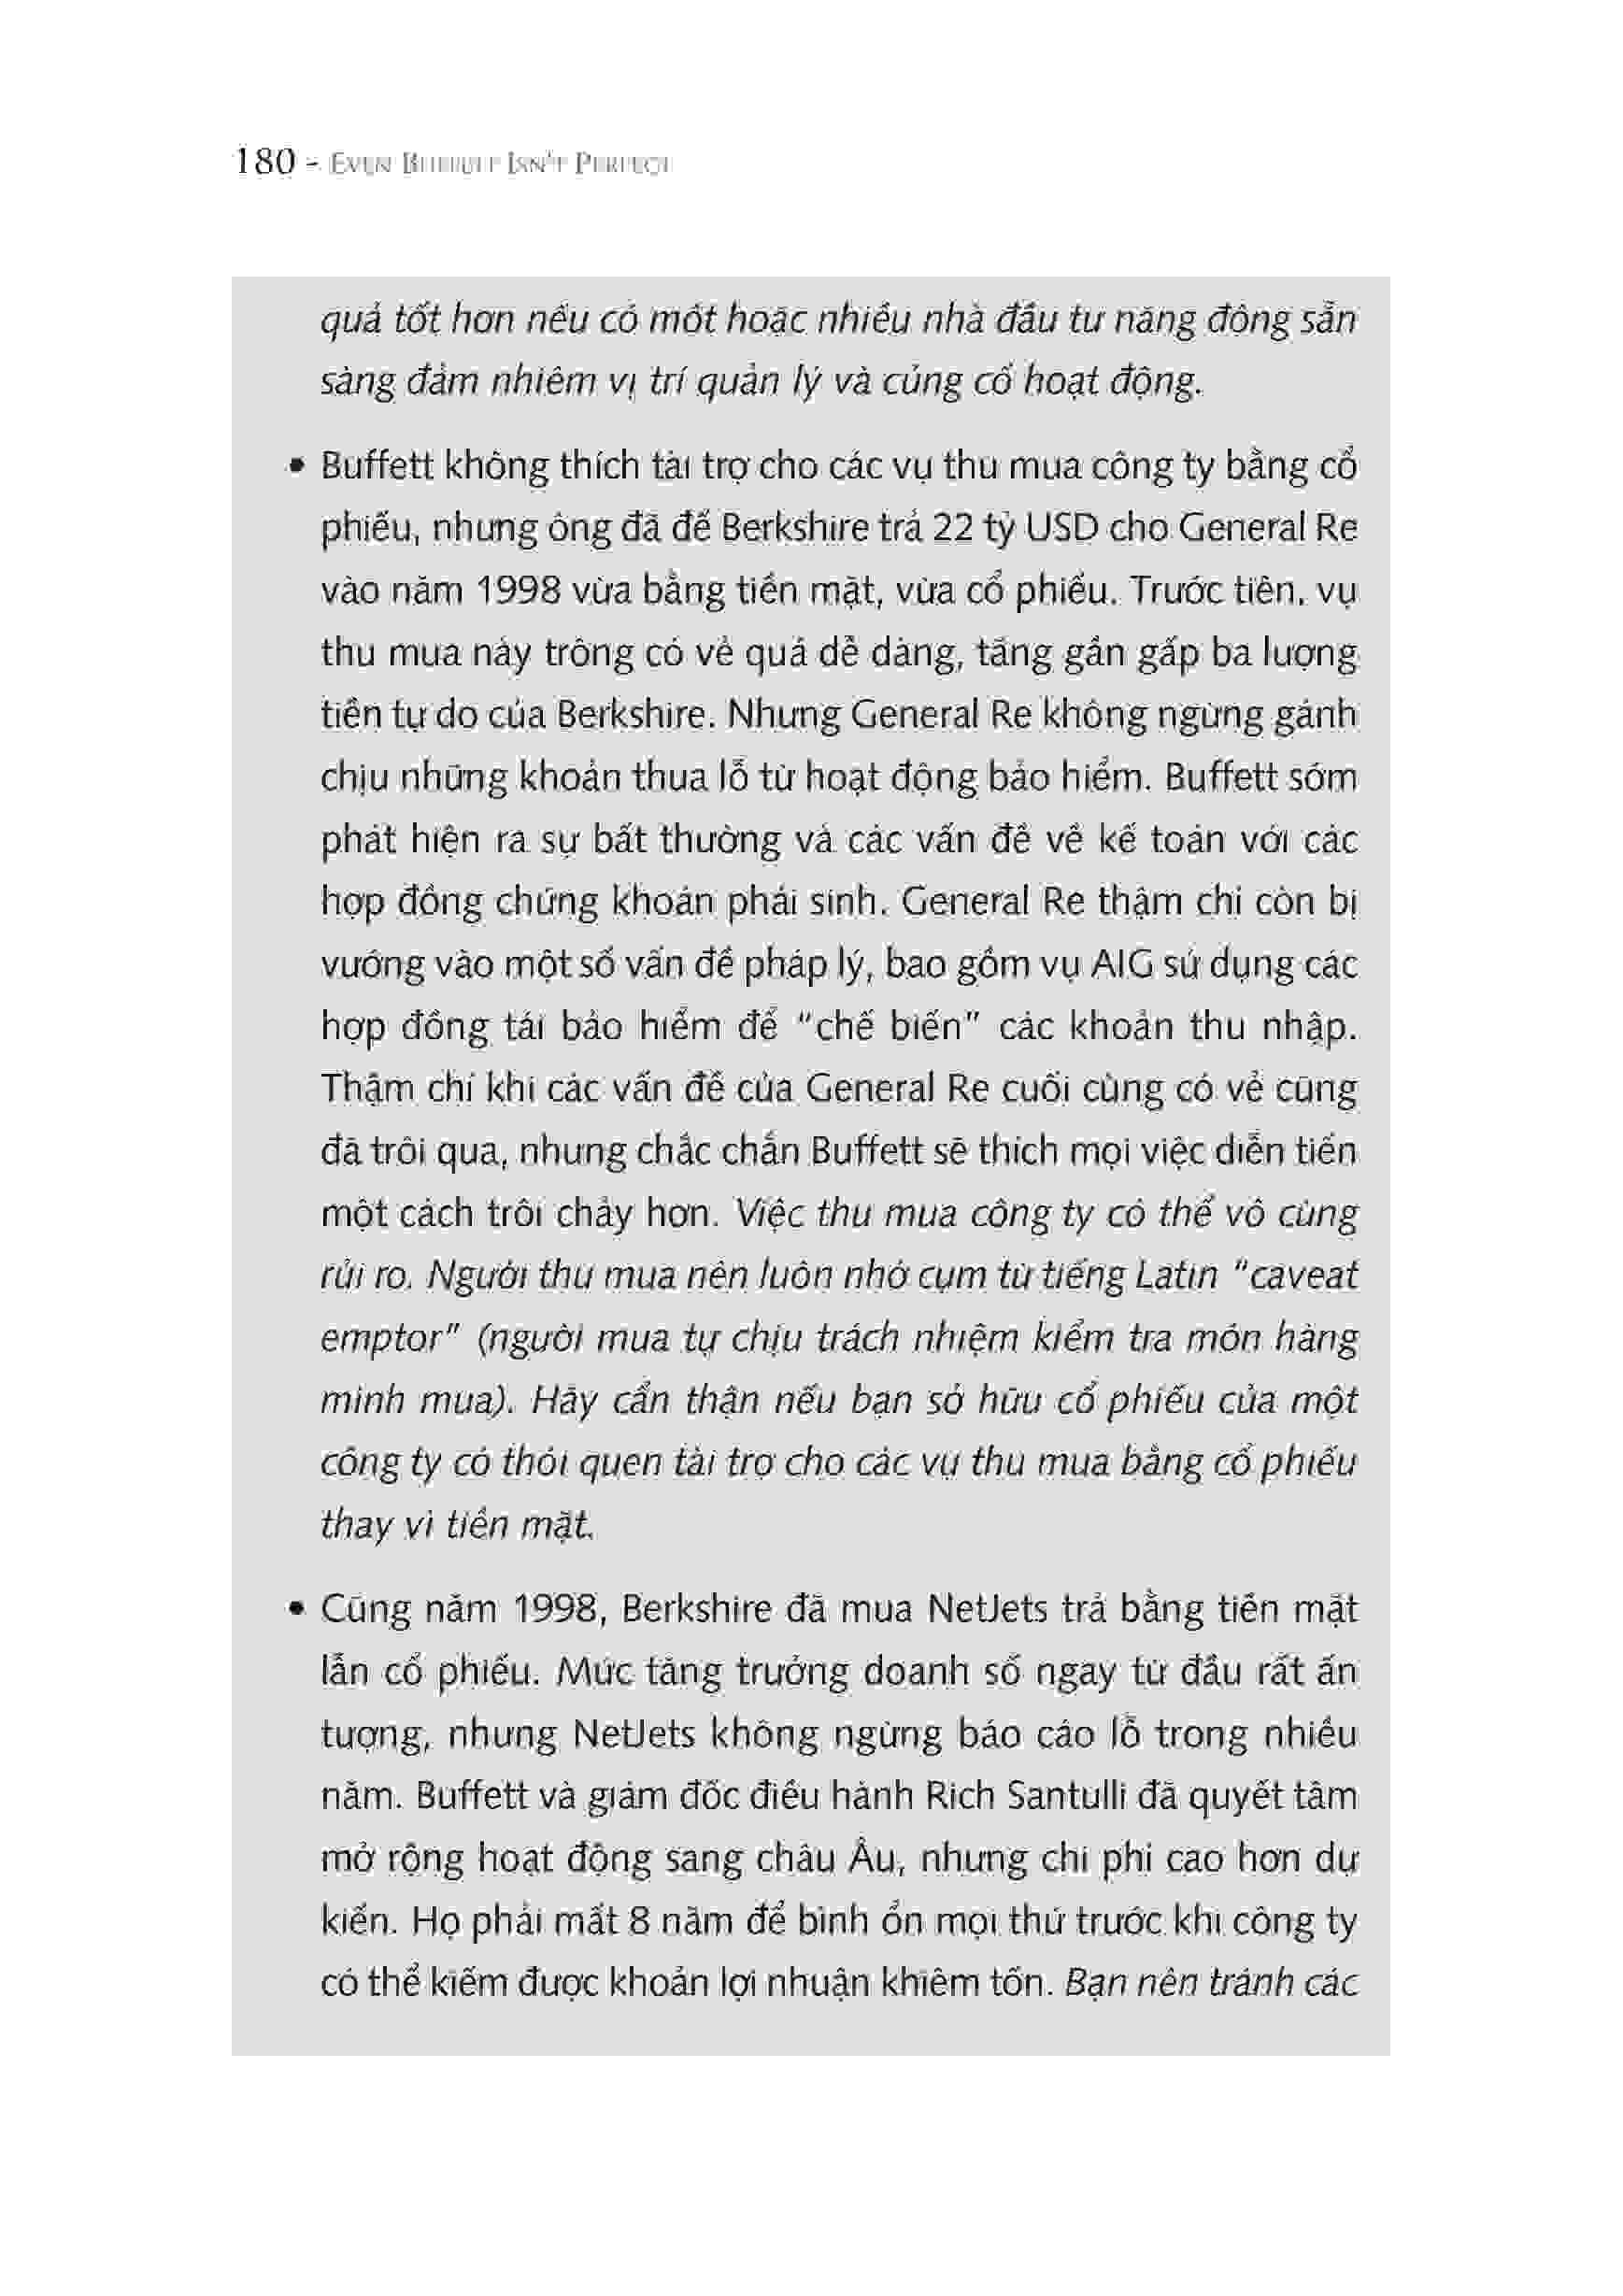 180 - EVEN BUFFETT ISN'T PERFECT
quả tốt hơn nếu có một hoặc nhiều nhà đầu tư năng động sẵn
sàng đảm nhiệm vị trí quản lý và củng cố hoạt động.
• Buffett không thích tài trợ cho các vụ thu mua công ty bằng cổ
phiếu, nhưng ông đã để Berkshire trả 22 tỷ USD cho General Re
vào năm 1998 vừa bằng tiền mặt, vừa cổ phiếu. Trước tiên, vụ
thu mua này trông có vẻ quá dễ dàng, tăng gần gấp ba lượng
tiền tự do của Berkshire. Nhưng General Re không ngừng gánh
chịu những khoản thua lỗ từ hoạt động bảo hiểm. Buffett sớm
phát hiện ra sự bất thường và các vấn đề về kế toán với các
hợp đồng chứng khoán phái sinh. General Re thậm chí còn bị
vướng vào một số vấn đề pháp lý, bao gồm vụ AIG sử dụng các
hợp đồng tái bảo hiểm để “chế biến” các khoản thu nhập.
Thậm chí khi các vấn đề của General Re cuối cùng có vẻ cũng
đã trôi qua, nhưng chắc chắn Buffett sẽ thích mọi việc diễn tiến
một cách trôi chảy hơn. Việc thu mua công ty có thể vô cùng
rủi ro. Người thu mua nên luôn nhớ cụm từ tiếng Latin “caveat
emptor” (người mua tự chịu trách nhiệm kiểm tra món hàng
mình mua). Hãy cẩn thận nếu bạn sở hữu cổ phiếu của một
công ty có thói quen tài trợ cho các vụ thu mua bằng cổ phiếu
thay vì tiền mặt.
• Cũng năm 1998, Berkshire đã mua NetJets trả bằng tiền mặt
lẫn cổ phiếu. Mức tăng trưởng doanh số ngay từ đầu rất ấn
tượng, nhưng NetJets không ngừng báo cáo lỗ trong nhiều
năm. Buffett và giám đốc điều hành Rich Santulli đã quyết tâm
mở rộng hoạt động sang châu Âu, nhưng chi phí cao hơn dự
kiến. Họ phải mất 8 năm để bình ổn mọi thứ trước khi công ty
có thể kiếm được khoản lợi nhuận khiêm tốn. Bạn nên tránh các